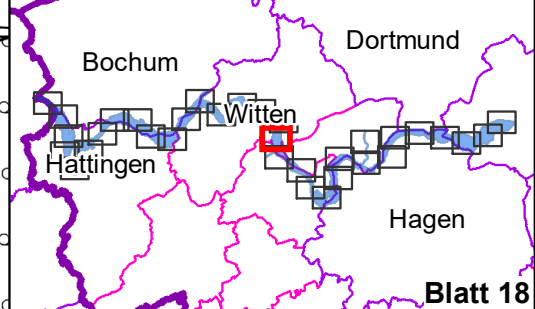 Dortmund
Bochum
Witten
Hattingen
Hagen
Blatt 18